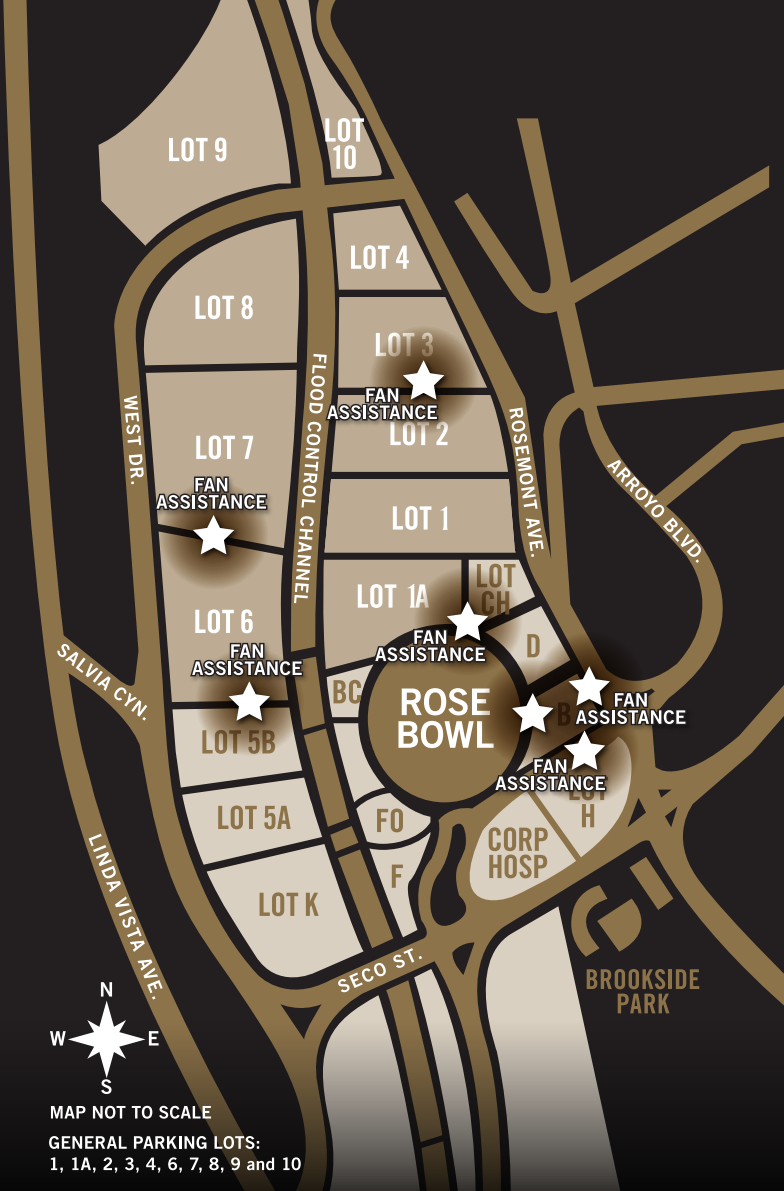 LOT
10
LOT 9
LOT 4
LOT 8
LOT 3
FAN
ASSISTANCE
LOT 2
WEST DR.
FLOOD CONTROL CHANNEL
ROSEMONT AVE.
ARROYO BLVD.
LOT 7
FAN
ASSISTANCE
LOT 1
LOT 1A
LOT
CH
LOT 6
FAN
ASSISTANCE
FAN
ASSISTANCE
D
SALVIA CYN.
BC
ROSE
BOWL
B
FAN
ASSISTANCE
LOT 5B
FAN
ASSISTANCE
LOT
H
LOT 5A
FO
CORP
HOSP
F
LOT K
LINDA VISTA AVE.
SECO ST.
BROOKSIDE
PARK
N
W
E
S
MAP NOT TO SCALE
GENERAL PARKING LOTS:
1, 1A, 2, 3, 4, 6, 7, 8, 9 and 10